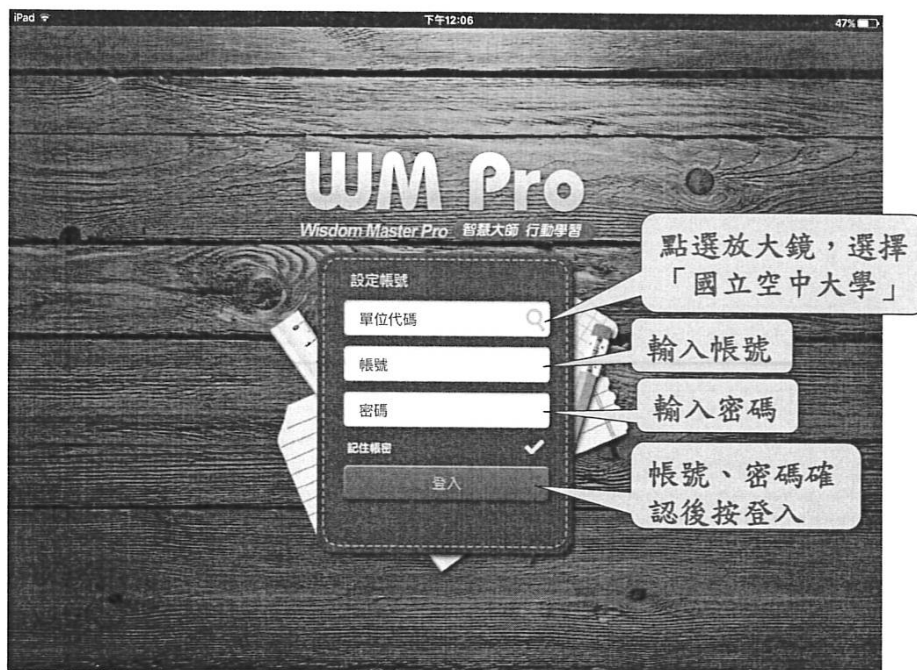 iPad
下午12:06
47%
WM Pro
Wisdom Master Pro 智慧大師 行動學習
點選放大鏡，選擇
「國立空中大學」
設定帳號
單位代碼
帳號
輸入帳號
密碼
輸入密碼
記住帳密
登入
帳號、密碼確
認後按登入